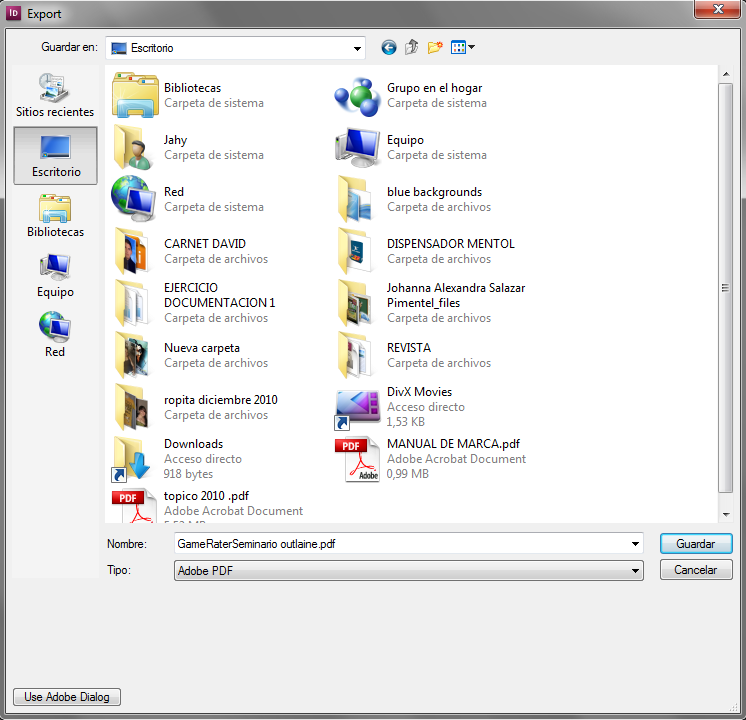 Export
Guardar en:
Escritorio
Sitios recientes
Escritorio
Bibliotecas
Equipo
Red
Bibliotecas
Carpeta de sistema
Grupo en el hogar
Carpeta de sistema
Jahy
Carpeta de sistema
Equipo
Carpeta de sistema
Red
Carpeta de sistema
blue backgrounds
Carpeta de archivos
CARNET DAVID
Carpeta de archivos
DISPENSADOR MENTOL
Carpeta de archivos
EJERCICIO
DOCUMENTACION 1
Carpeta de archivos
Johanna Alexandra Salazar
Pimentel_files
Carpeta de archivos
Nueva carpeta
Carpeta de archivos
REVISTA
Carpeta de archivos
ropita diciembre 2010
Carpeta de archivos
DivX Movies
Acceso directo
1,53 KB
Downloads
Acceso directo
918 bytes
PDF
Adobe
MANUAL DE MARCA.pdf
Adobe Acrobat Document
0,99 MB
PDF
topico 2010 .pdf
Adobe Acrobat Document
Nombre:
GameRaterSeminario outlaine.pdf
Guardar
Tipo:
Adobe PDF
Cancelar
Use Adobe Dialog